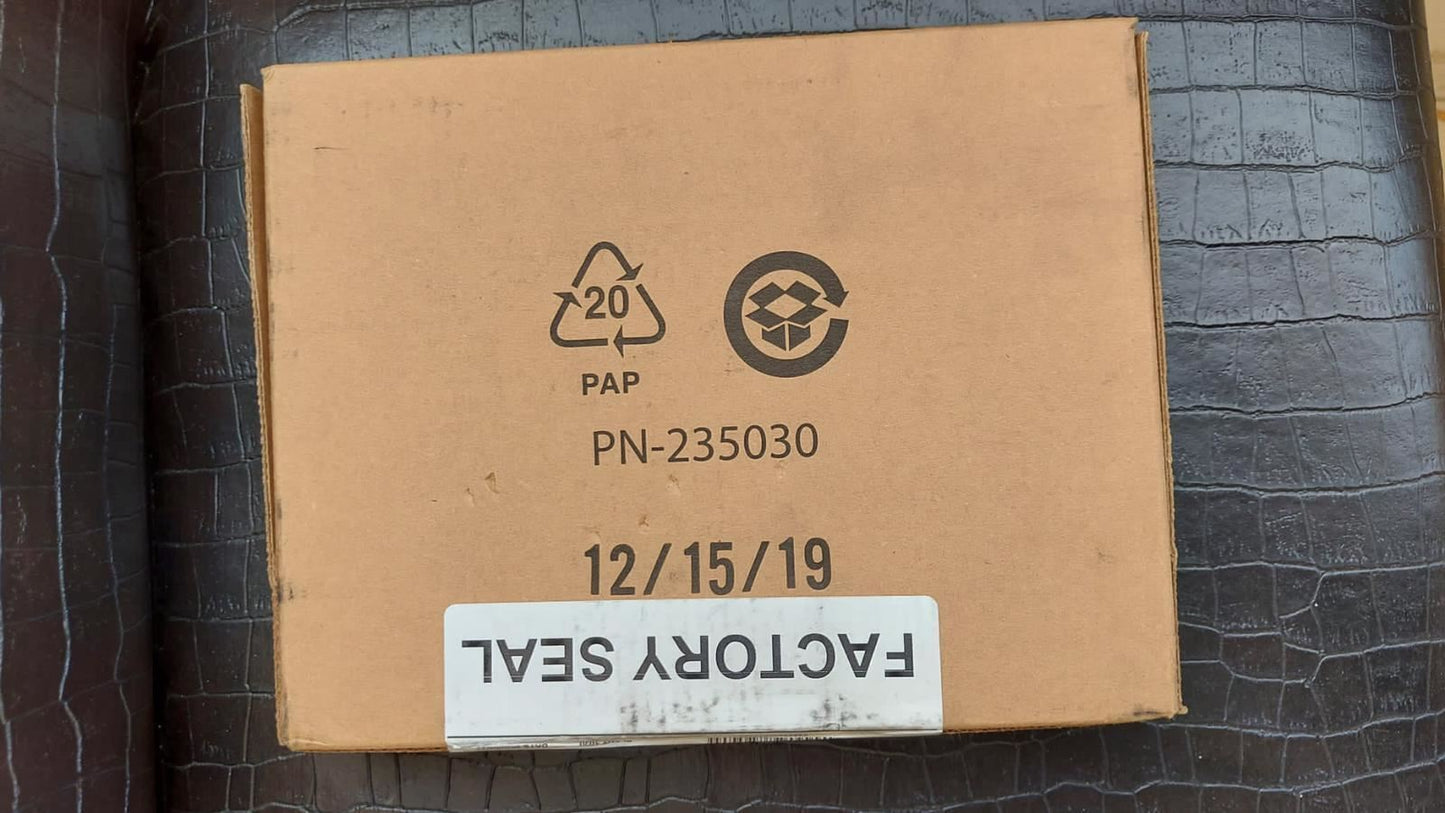 20
PAP
PN-235030
12/15/19
FACTORY SEAL